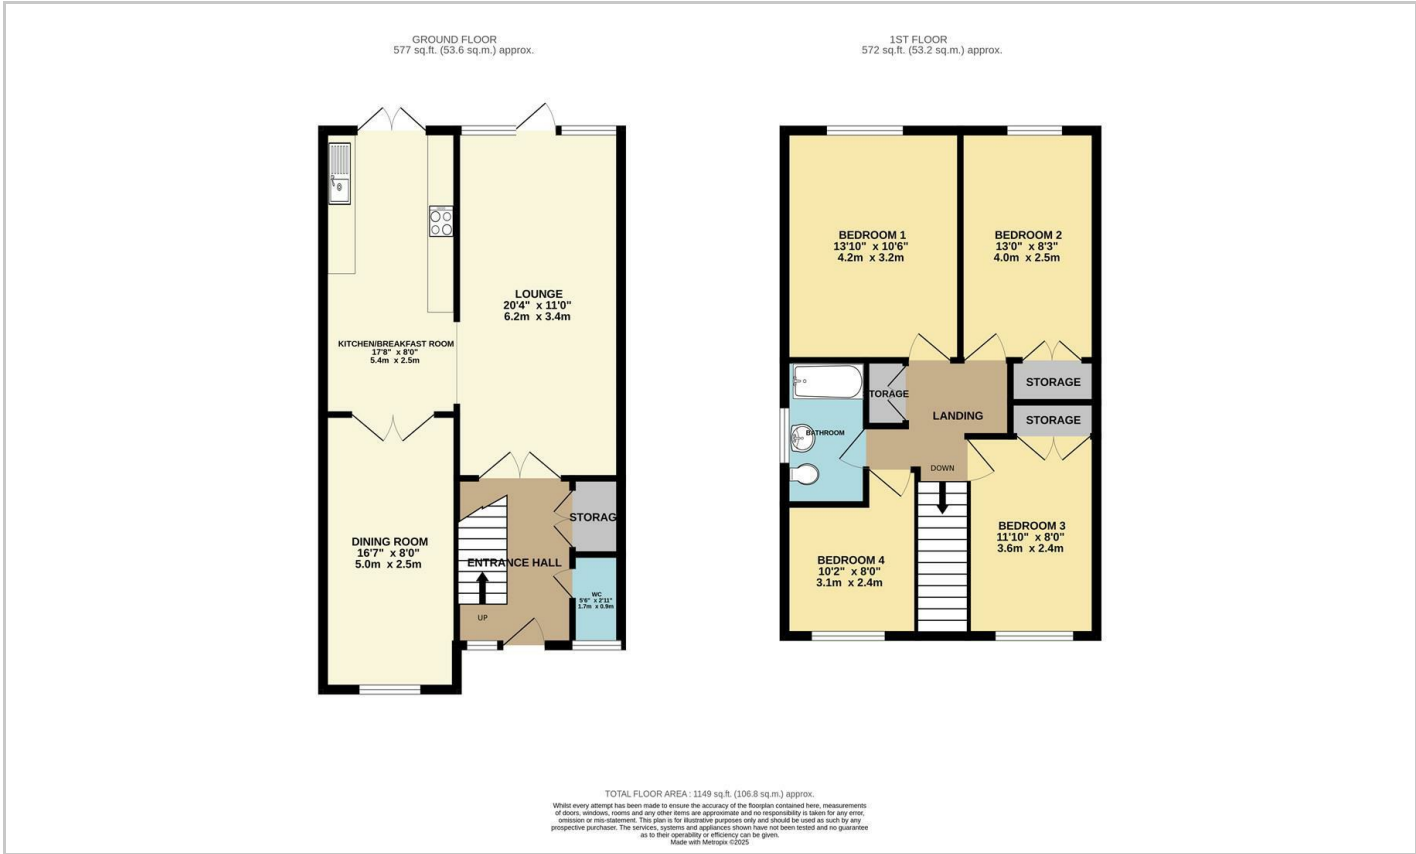 GROUND FLOOR
577 sq.ft. (53.6 sq.m.) approx.
1ST FLOOR
572 sq.ft. (53.2 sq.m.) approx.
LOUNGE
20'4" x 11'0"
6.2m x 3.4m
KITCHEN/BREAKFAST ROOM
17'8" x 8'0"
5.4m x 2.5m
DINING ROOM
16'7" x 8'0"
5.0m x 2.5m
STORAG
ENTRANCE HALL
WC
5'6" x 2'11"
1.7m x 0.9m
UP
BEDROOM 1
13'10" x 10'6"
4.2m x 3.2m
BEDROOM 2
13'0" x 8'3"
4.0m x 2.5m
STORAGE
TORAGE
LANDING
STORAGE
BATHROOM
DOWN
BEDROOM 3
11'10" x 8'0"
3.6m x 2.4m
BEDROOM 4
10'2" x 8'0"
3.1m x 2.4m
TOTAL FLOOR AREA : 1149 sq.ft. (106.8 sq.m.) approx.
Whilst every attempt has been made to ensure the accuracy of the floorplan contained here, measurements
of doors, windows, rooms and any other items are approximate and no responsibility is taken for any error,
omission or mis-statement. This plan is for illustrative purposes only and should be used as such by any
prospective purchaser. The services, systems and appliances shown have not been tested and no guarantee
as to their operability or efficiency can be given.
Made with Metropix ©2025